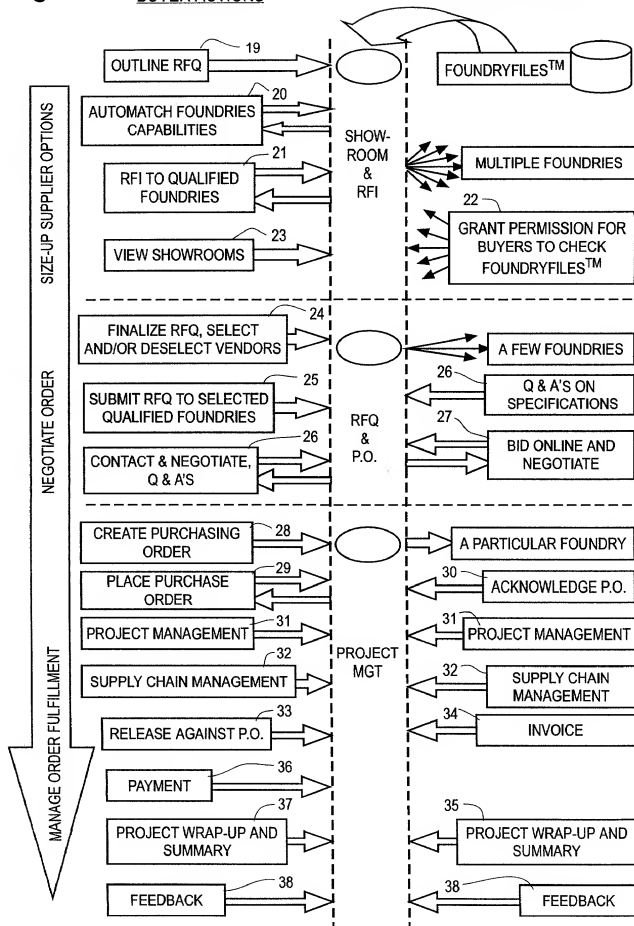 19
OUTLINE RFQ
FOUNDRYFILES™
20
AUTOMATCH FOUNDRIES
CAPABILITIES
21
RFI TO QUALIFIED
FOUNDRIES
SHOW-
ROOM
&
RFI
MULTIPLE FOUNDRIES
22
GRANT PERMISSION FOR
BUYERS TO CHECK
FOUNDRYFILES™
23
VIEW SHOWROOMS
SIZE-UP SUPPLIER OPTIONS
24
FINALIZE RFQ, SELECT
AND/OR DESELECT VENDORS
A FEW FOUNDRIES
25
SUBMIT RFQ TO SELECTED
QUALIFIED FOUNDRIES
26
Q & A'S ON
SPECIFICATIONS
RFQ
&
P.O.
26
CONTACT & NEGOTIATE,
Q & A'S
27
BID ONLINE AND
NEGOTIATE
NEGOTIATE ORDER
CREATE PURCHASING
ORDER
28
A PARTICULAR FOUNDRY
29
PLACE PURCHASE
ORDER
30
ACKNOWLEDGE P.O.
PROJECT MANAGEMENT
31
31
PROJECT MANAGEMENT
PROJECT
MGT
32
SUPPLY CHAIN MANAGEMENT
32
SUPPLY CHAIN
MANAGEMENT
33
RELEASE AGAINST P.O.
34
INVOICE
36
PAYMENT
37
PROJECT WRAP-UP AND
SUMMARY
35
PROJECT WRAP-UP AND
SUMMARY
38
FEEDBACK
38
FEEDBACK
MANAGE ORDER FULFILLMENT